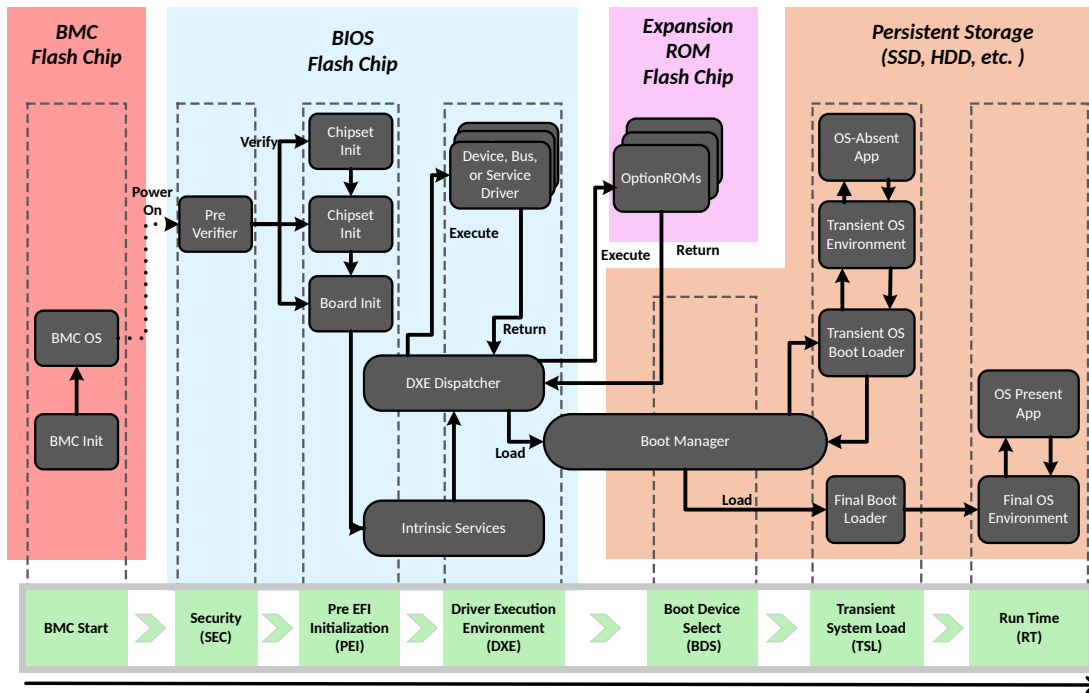 BMC
Flash Chip
BIOS
Flash Chip
Expansion
ROM
Flash Chip
Persistent Storage
(SSD, HDD, etc. )
Power
On
Verify
Pre
Verifier
Chipset
Init
Chipset
Init
Board Init
Device, Bus,
or Service
Driver
Execute
Return
OptionROMs
Execute
Return
OS-Absent
App
Transient OS
Environment
Transient OS
Boot Loader
BMC OS
BMC Init
DXE Dispatcher
Load
Boot Manager
Load
Intrinsic Services
Final Boot
Loader
OS Present
App
Final OS
Environment
BMC Start
Security
(SEC)
Pre EFI
Initialization
(PEI)
Driver Execution
Environment
(DXE)
Boot Device
Select
(BDS)
Transient
System Load
(TSL)
Run Time
(RT)